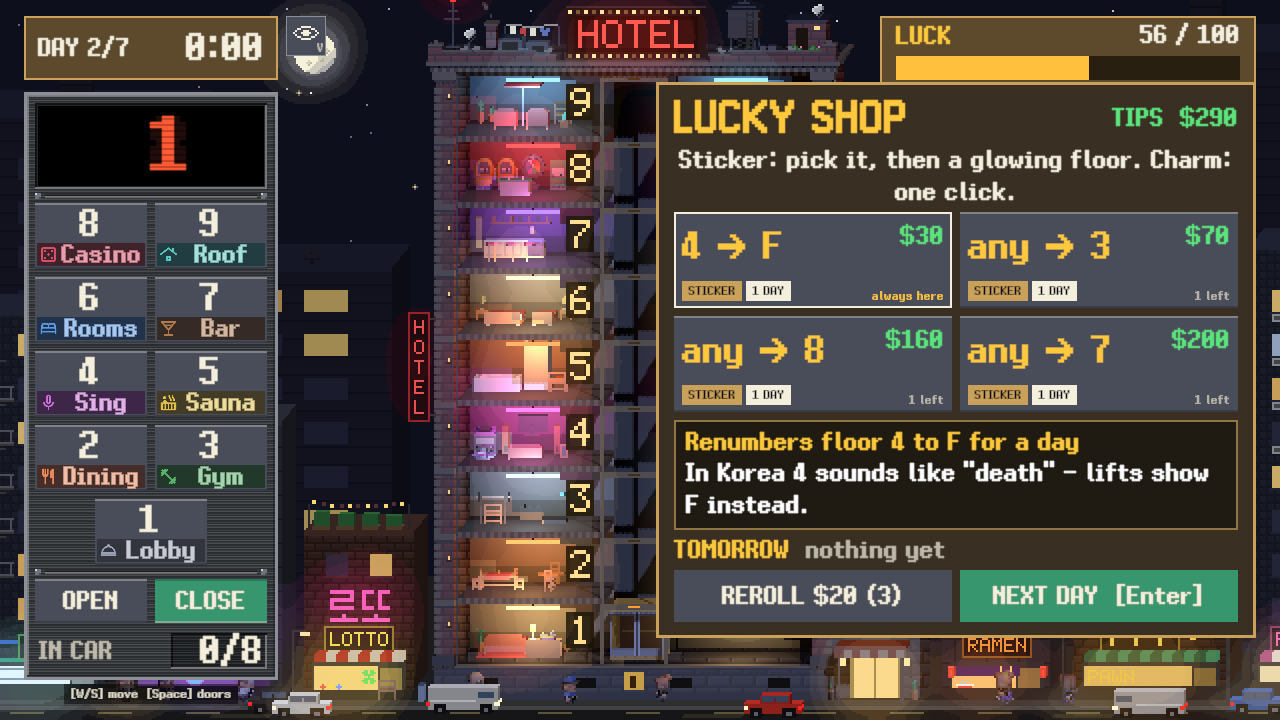 DAY 2/7 0:00
V
HOTEL
LUCK 56 / 100
1
8 9
Casino Roof
6 7
Rooms Bar
4 5
Sing Sauna
2 3
Dining Gym
1
Lobby
OPEN CLOSE
IN CAR 0/8
[W/S] move [Space] doors
9
8
7
6
5
4
3
2
1
HOTEL
LOTTO
LUCKY SHOP TIPS $290
Sticker: pick it, then a glowing floor. Charm:
one click.
4 → F $30
STICKER 1 DAY always here
any → 3 $70
STICKER 1 DAY 1 left
any → 8 $160
STICKER 1 DAY 1 left
any → 7 $200
STICKER 1 DAY 1 left
Renumbers floor 4 to F for a day
In Korea 4 sounds like "death" – lifts show
F instead.
TOMORROW nothing yet
REROLL $20 (3) NEXT DAY [Enter]
RAMEN
PAWN